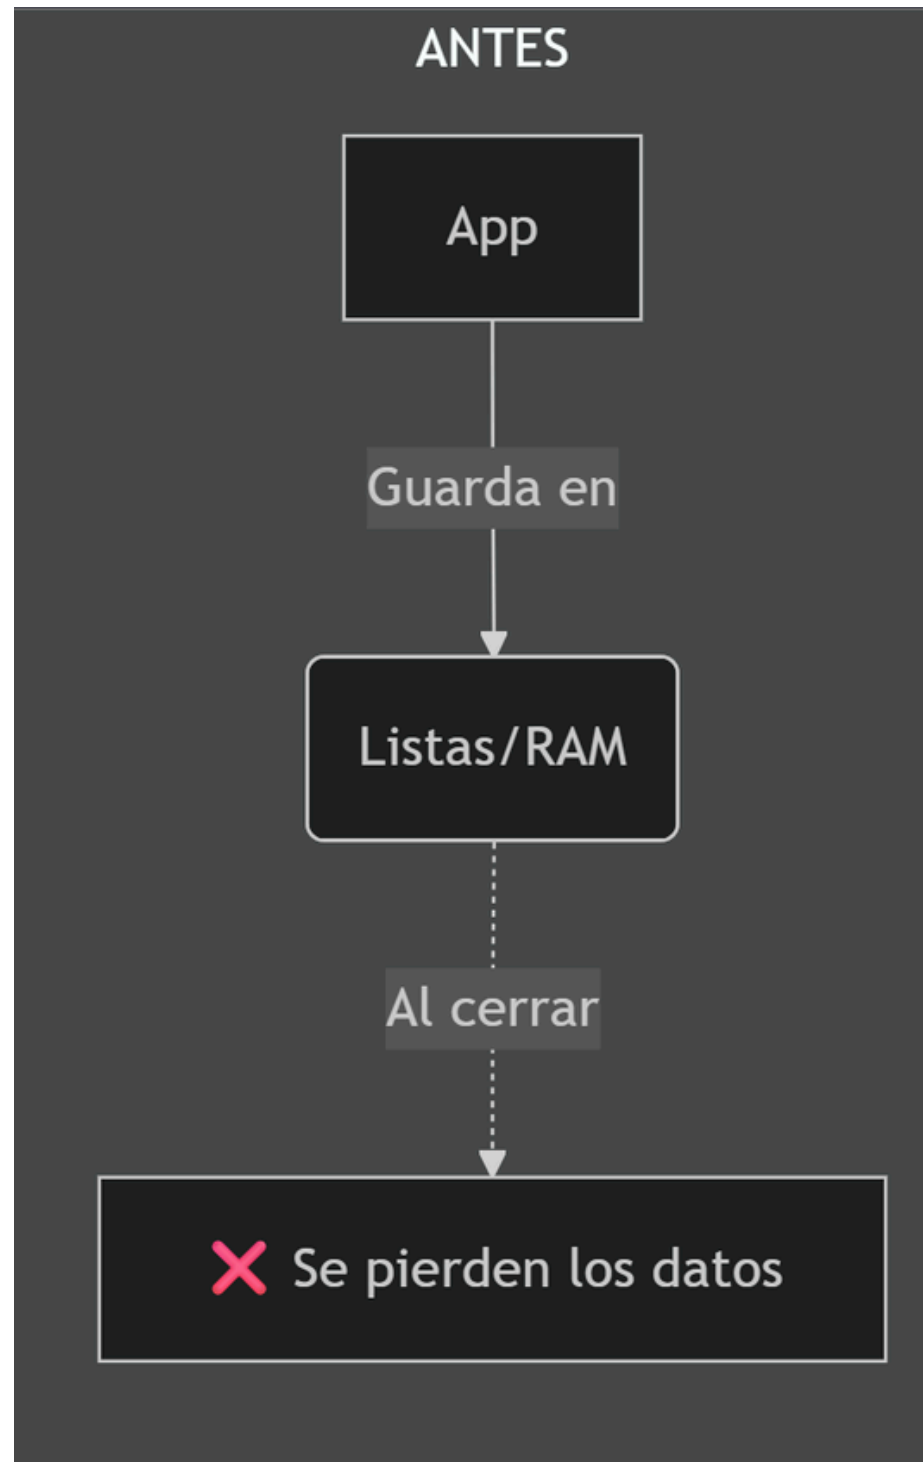 ANTES
App
Guarda en
Listas/RAM
Al cerrar
❌ Se pierden los datos